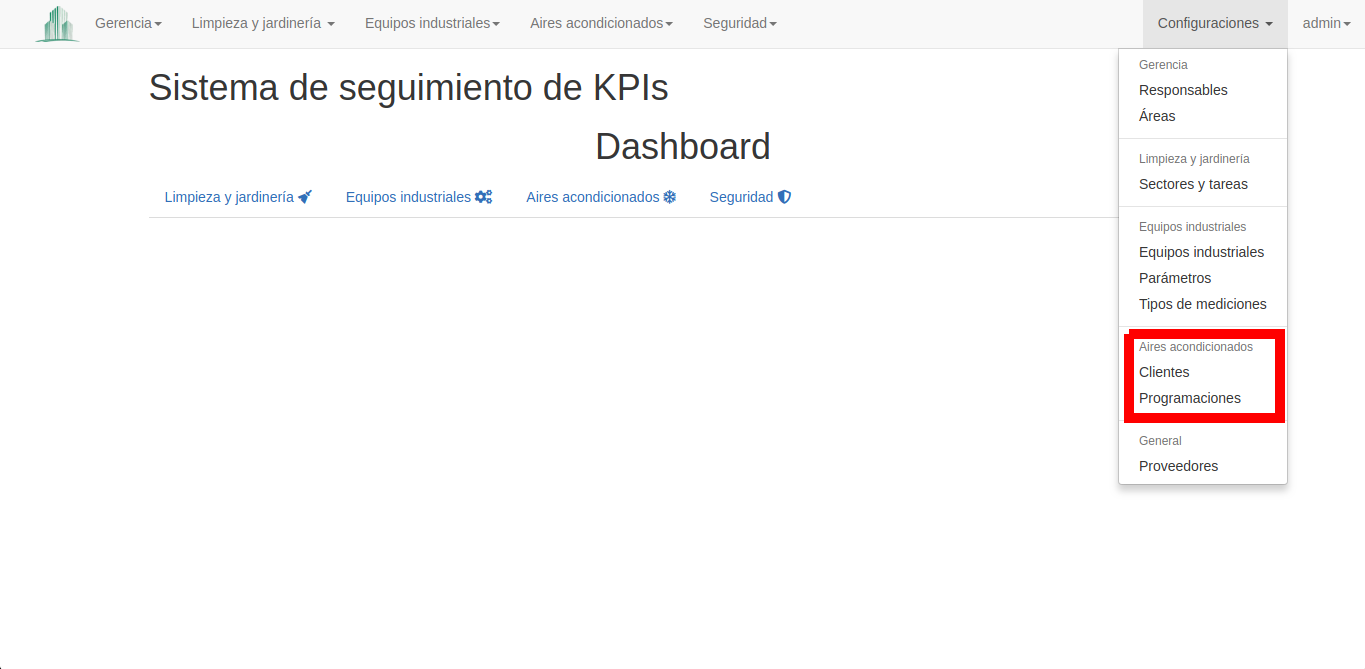 Gerencia
Limpieza y jardinería
Equipos industriales
Aires acondicionados
Seguridad
Configuraciones
admin
Sistema de seguimiento de KPIs
Dashboard
Limpieza y jardinería
Equipos industriales
Aires acondicionados
Seguridad
Gerencia
Responsables
Áreas
Limpieza y jardinería
Sectores y tareas
Equipos industriales
Equipos industriales
Parámetros
Tipos de mediciones
Aires acondicionados
Clientes
Programaciones
General
Proveedores